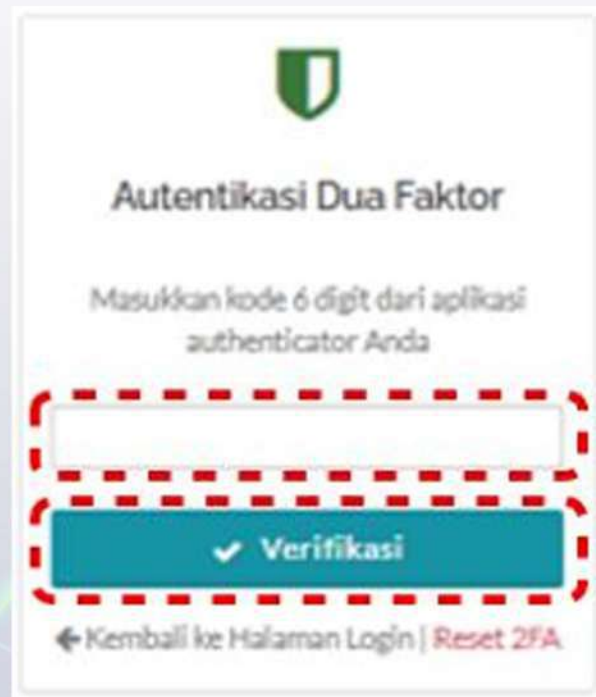 Autentikasi Dua Faktor
Masukkan kode 6 digit dari aplikasi
authenticator Anda
Verifikasi
Kembali ke Halaman Login | Reset 2FA